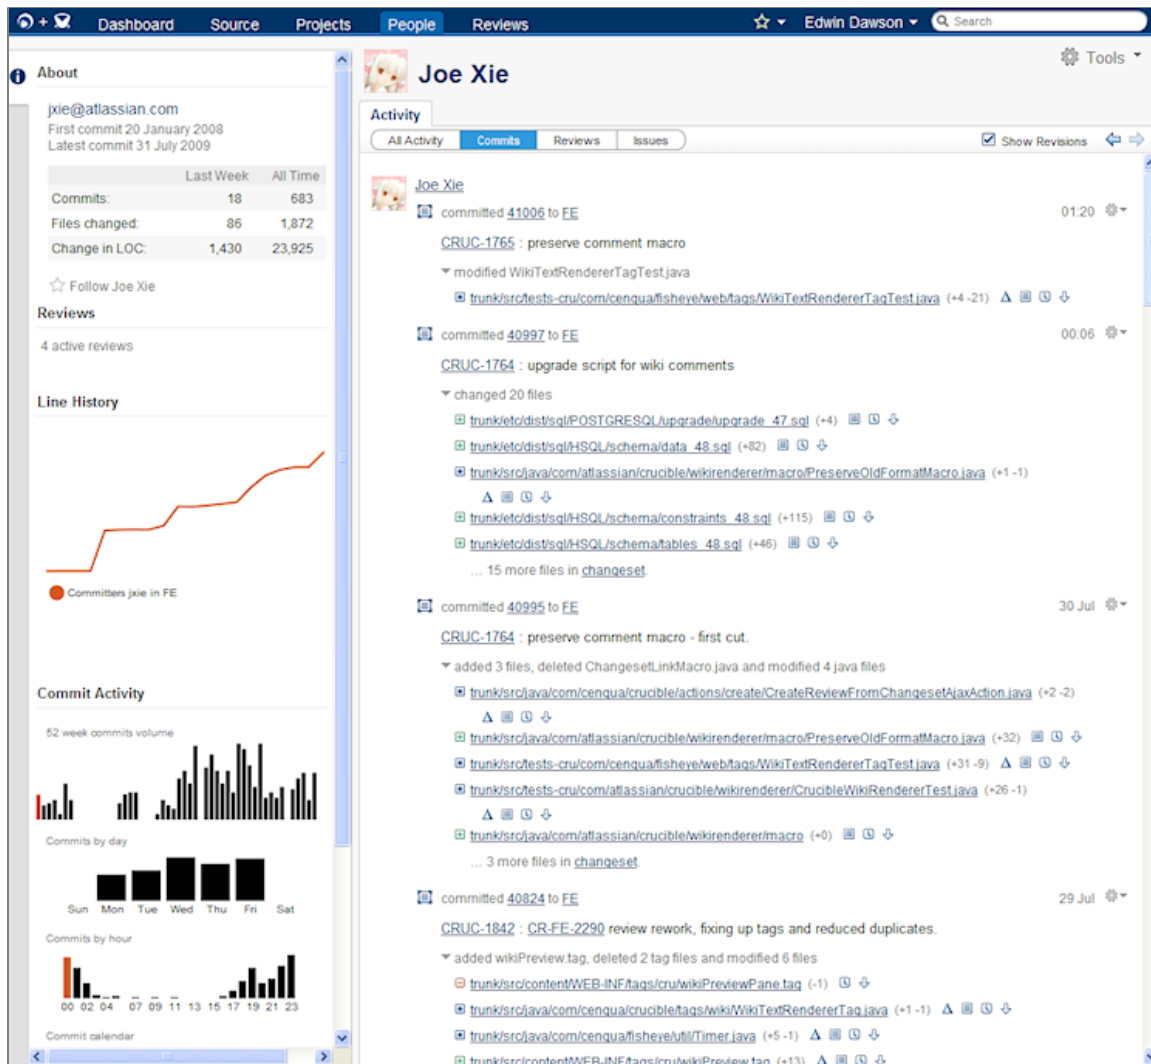 Dashboard Source Projects People Reviews Edwin Dawson Search
About
jxie@atlassian.com
First commit 20 January 2008
Latest commit 31 July 2009
Last Week All Time
Commits: 18 683
Files changed: 86 1,872
Change in LOC: 1,430 23,925
Follow Joe Xie
Reviews
4 active reviews
Line History
Committers jxie in FE
Commit Activity
52 week commits volume
Commits by day
Sun Mon Tue Wed Thu Fri Sat
Commits by hour
00 02 04 07 09 11 13 15 17 19 21 23
Commit calendar
Joe Xie
Tools
Activity
All Activity Commits Reviews Issues Show Revisions
Joe Xie
committed 41006 to FE 01:20
CRUC-1765 : preserve comment macro
modified WikiTextRendererTagTest.java
trunk/src/tests-cru/com/cenqua/fisheye/web/tags/WikiTextRendererTagTest.java (+4 -21)
committed 40997 to FE 00:06
CRUC-1764 : upgrade script for wiki comments
changed 20 files
trunk/etc/dist/sql/POSTGRESQL/upgrade/upgrade_47.sql (+4)
trunk/etc/dist/sql/HSQL/schema/data_48.sql (+82)
trunk/src/java/com/atlassian/crucible/wikirenderer/macro/PreserveOldFormatMacro.java (+1 -1)
trunk/etc/dist/sql/HSQL/schema/constraints_48.sql (+115)
trunk/etc/dist/sql/HSQL/schema/tables_48.sql (+46)
... 15 more files in changeset.
committed 40995 to FE 30 Jul
CRUC-1764 : preserve comment macro - first cut.
added 3 files, deleted ChangesetLinkMacro.java and modified 4 java files
trunk/src/java/com/cenqua/crucible/actions/create/CreateReviewFromChangesetAjaxAction.java (+2 -2)
trunk/src/java/com/atlassian/crucible/wikirenderer/macro/PreserveOldFormatMacro.java (+32)
trunk/src/tests-cru/com/cenqua/fisheye/web/tags/WikiTextRendererTagTest.java (+31 -9)
trunk/src/tests-cru/com/atlassian/crucible/wikirenderer/CrucibleWikiRendererTest.java (+26 -1)
trunk/src/java/com/atlassian/crucible/wikirenderer/macro (+0)
... 3 more files in changeset.
committed 40824 to FE 29 Jul
CRUC-1842 : CR-FE-2290 review rework, fixing up tags and reduced duplicates.
added wikiPreview.tag, deleted 2 tag files and modified 6 files
trunk/src/content/WEB-INF/tags/cru/wikiPreviewPane.tag (-1)
trunk/src/java/com/cenqua/crucible/tags/wiki/WikiTextRendererTag.java (+1 -1)
trunk/src/java/com/cenqua/fisheye/util/Timer.java (+5 -1)
trunk/src/content/WEB-INF/tags/cru/wikiPreview.tag (+13)